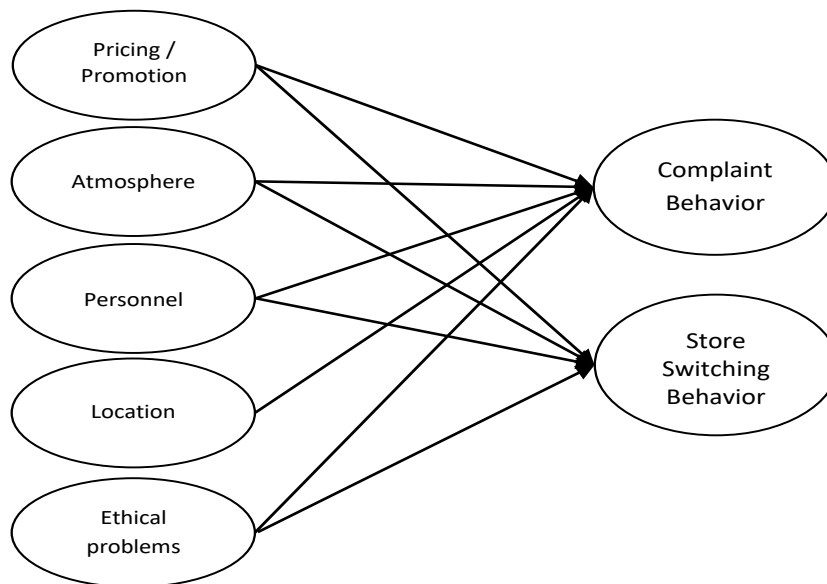 Pricing /
Promotion
Atmosphere
Personnel
Location
Ethical
problems
Complaint
Behavior
Store
Switching
Behavior